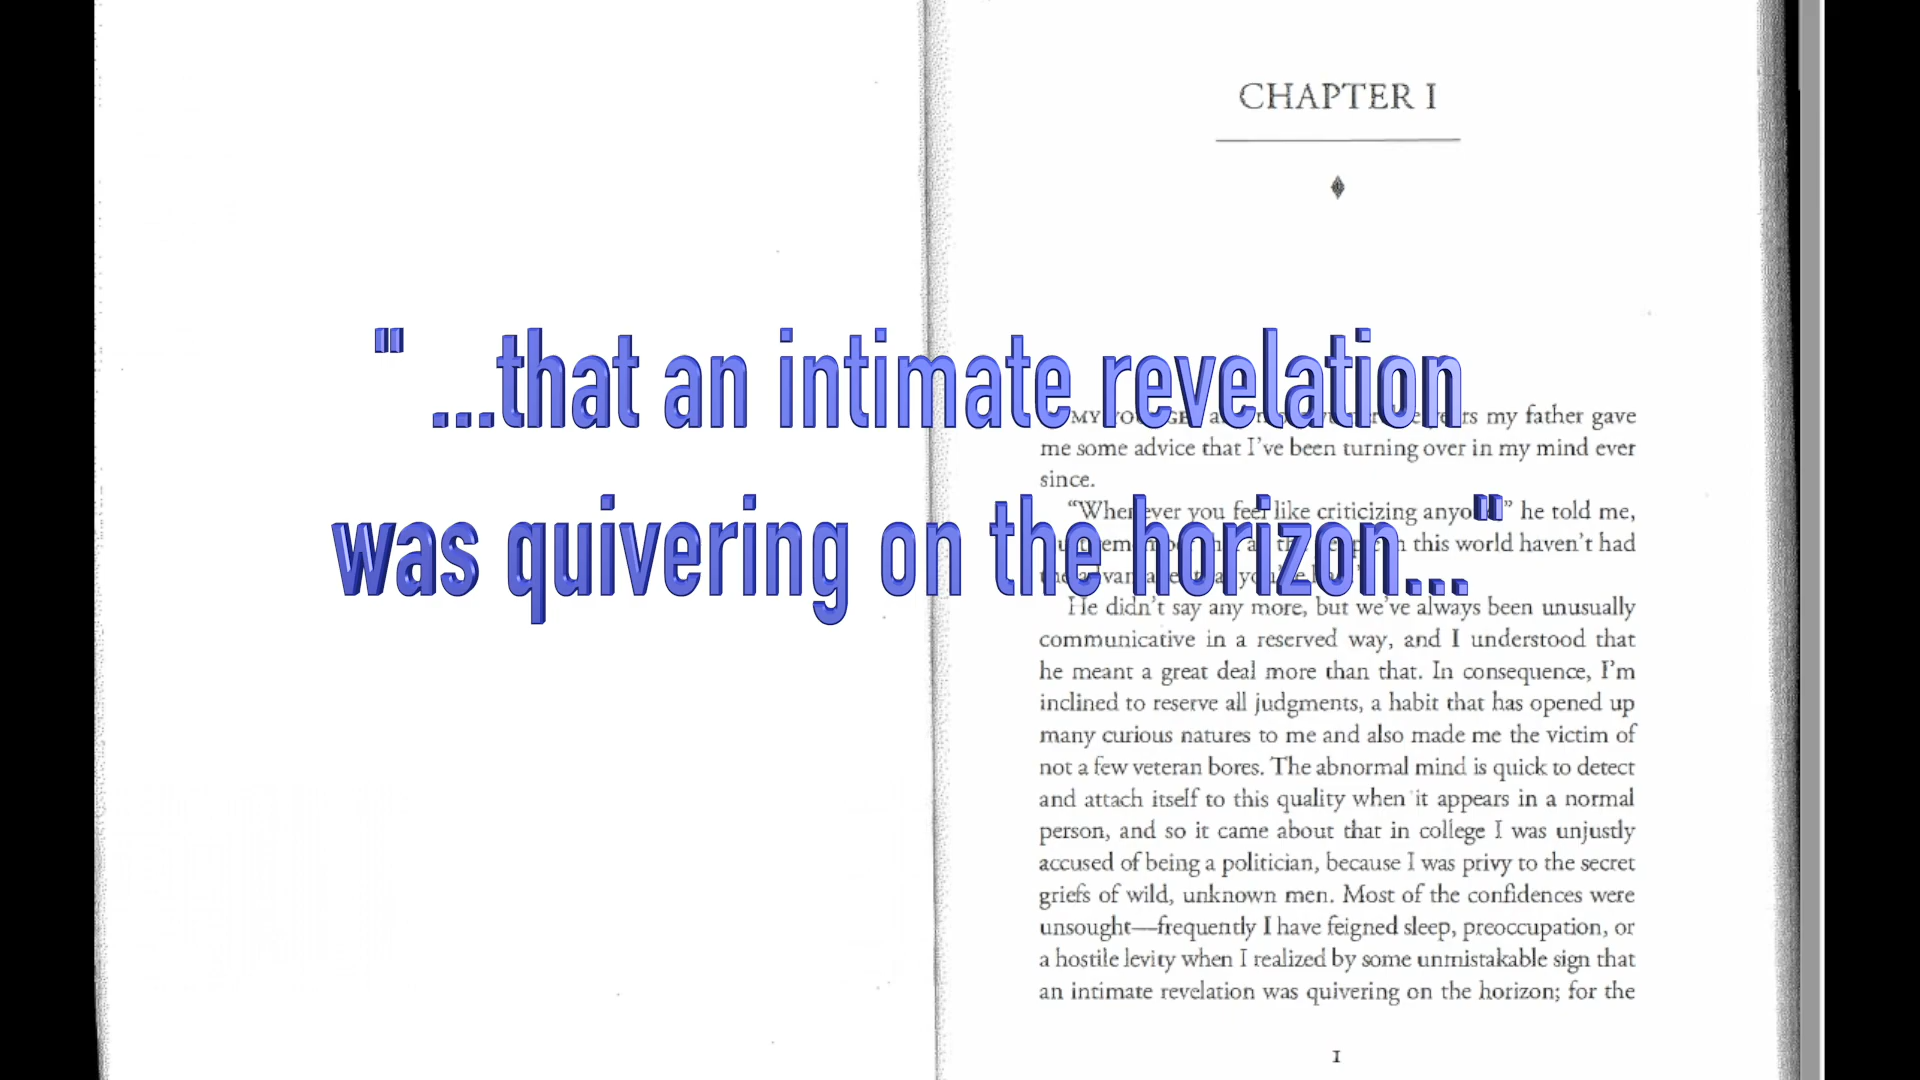 CHAPTER I
"...that an intimate revelation
was quivering on the horizon..."
my father gave
me some advice that I've been turning over in my mind ever
since.
“Whenever you feel like criticizing ” he told me,
this world haven't had
He didn't say any more, but we've always been unusually
communicative in a reserved way, and I understood that
he meant a great deal more than that. In consequence, I'm
inclined to reserve all judgments, a habit that has opened up
many curious natures to me and also made me the victim of
not a few veteran bores. The abnormal mind is quick to detect
and attach itself to this quality when it appears in a normal
person, and so it came about that in college I was unjustly
accused of being a politician, because I was privy to the secret
griefs of wild, unknown men. Most of the confidences were
unsought—frequently I have feigned sleep, preoccupation, or
a hostile levity when I realized by some unmistakable sign that
an intimate revelation was quivering on the horizon; for the
1